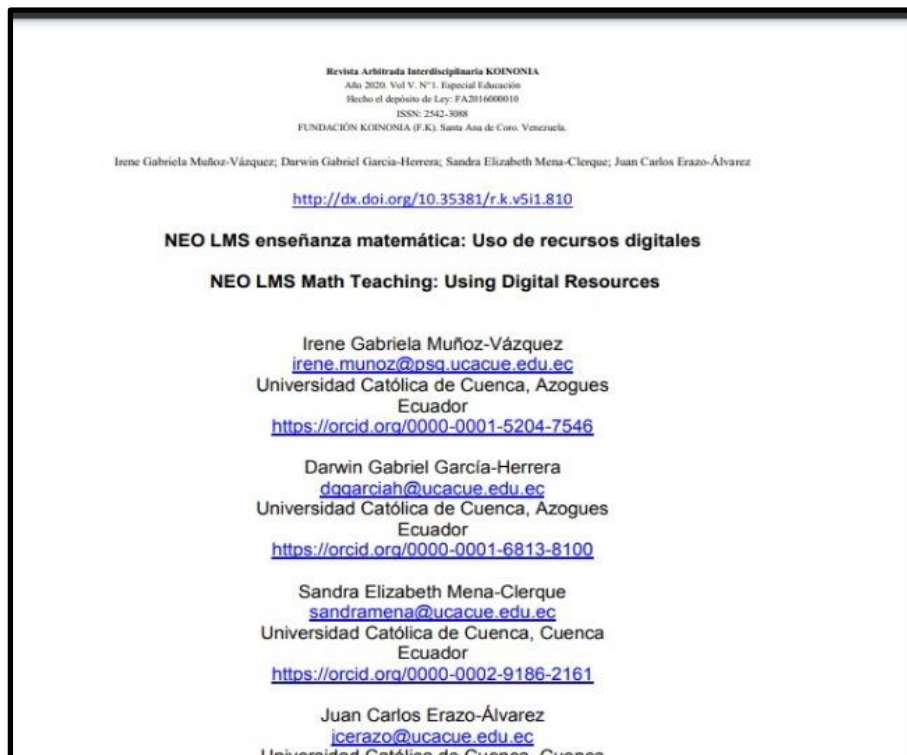 Revista Arbitrada Interdisciplinaria KOINONIA
Año 2020. Vol V. N°1. Especial Educación
Hecho el depósito de Ley: FA2016000010
ISSN: 2542-3088
FUNDACIÓN KOINONIA (F.K). Santa Ana de Coro. Venezuela.
Irene Gabriela Muñoz-Vázquez; Darwin Gabriel García-Herrera; Sandra Elizabeth Mena-Clerque; Juan Carlos Erazo-Álvarez
http://dx.doi.org/10.35381/r.k.v5i1.810
NEO LMS enseñanza matemática: Uso de recursos digitales
NEO LMS Math Teaching: Using Digital Resources
Irene Gabriela Muñoz-Vázquez
irene.munoz@psg.ucacue.edu.ec
Universidad Católica de Cuenca, Azogues
Ecuador
https://orcid.org/0000-0001-5204-7546
Darwin Gabriel García-Herrera
dggarciah@ucacue.edu.ec
Universidad Católica de Cuenca, Azogues
Ecuador
https://orcid.org/0000-0001-6813-8100
Sandra Elizabeth Mena-Clerque
sandramena@ucacue.edu.ec
Universidad Católica de Cuenca, Cuenca
Ecuador
https://orcid.org/0000-0002-9186-2161
Juan Carlos Erazo-Álvarez
jcerazo@ucacue.edu.ec
Universidad Católica de Cuenca, Cuenca